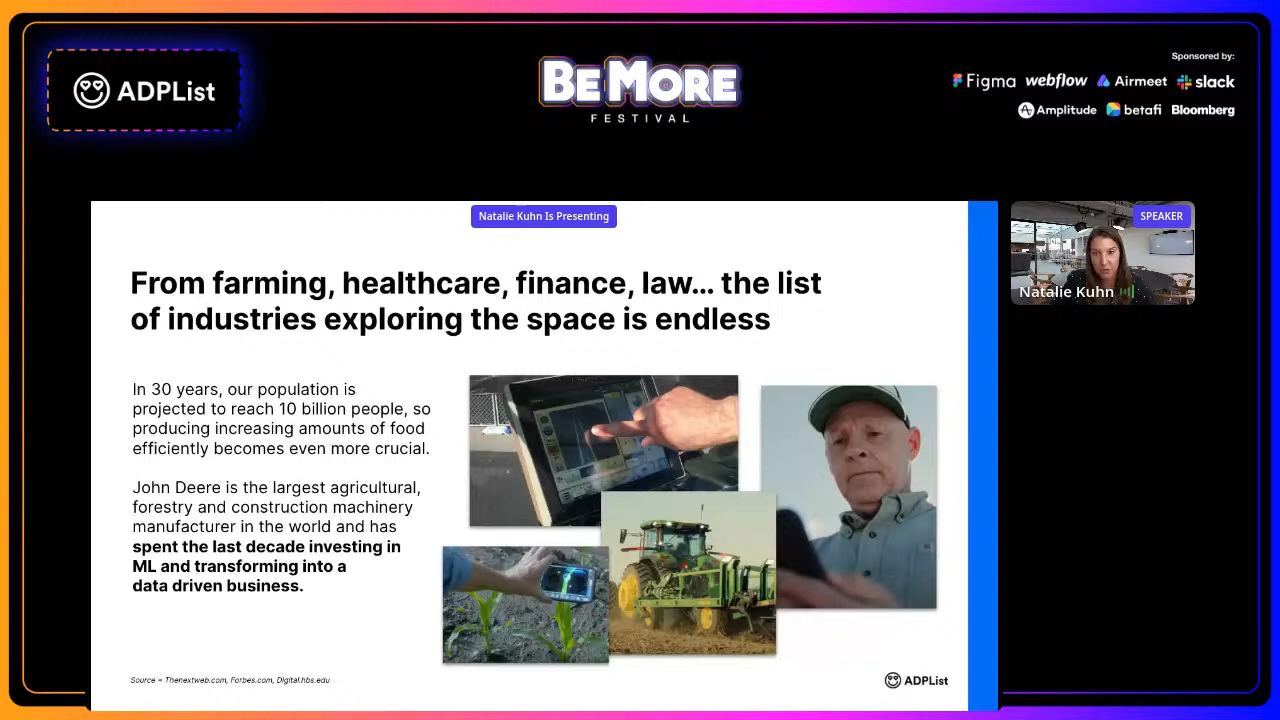 ADPList
BE MORE
FESTIVAL
Sponsored by:
Figma webflow Airmeet slack
Amplitude betafi Bloomberg
Natalie Kuhn Is Presenting
SPEAKER
Natalie Kuhn
From farming, healthcare, finance, law... the list
of industries exploring the space is endless
In 30 years, our population is
projected to reach 10 billion people, so
producing increasing amounts of food
efficiently becomes even more crucial.
John Deere is the largest agricultural,
forestry and construction machinery
manufacturer in the world and has
spent the last decade investing in
ML and transforming into a
data driven business.
Source = Thenextweb.com, Forbes.com, Digital.hbs.edu
ADPList